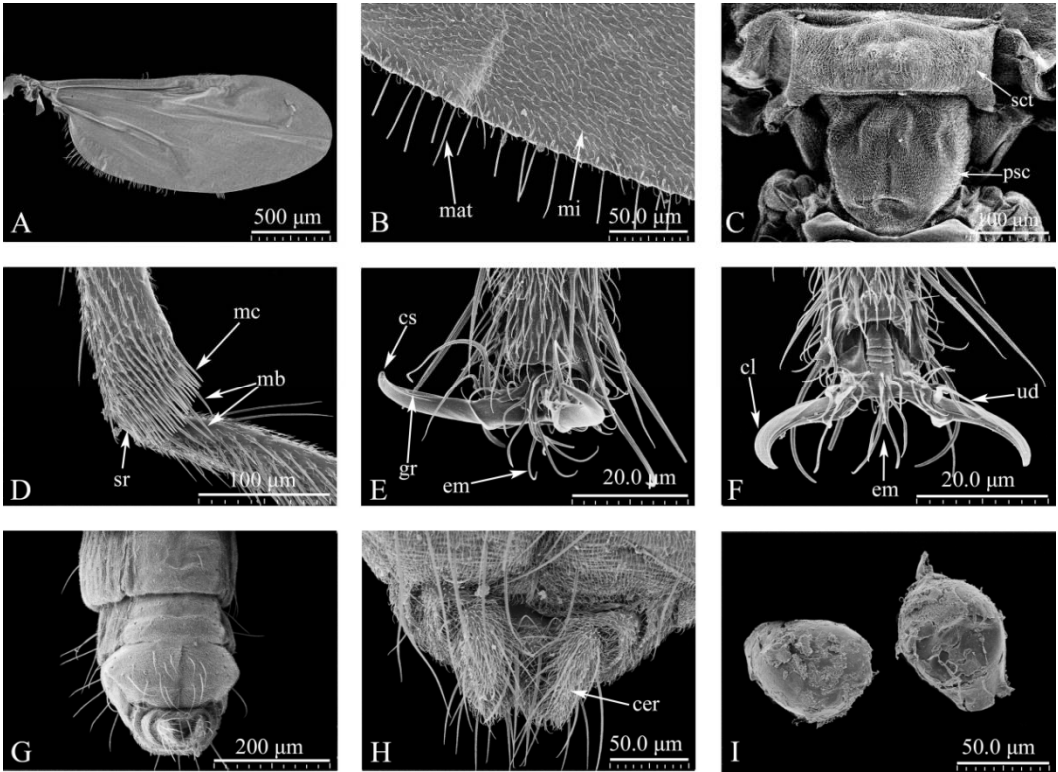 A
500 μm
mat
mi
B
50.0 μm
sct
psc
C
100 μm
mc
mb
sr
D
100 μm
cs
gr
em
E
20.0 μm
cl
ud
em
F
20.0 μm
G
200 μm
cer
H
50.0 μm
I
50.0 μm